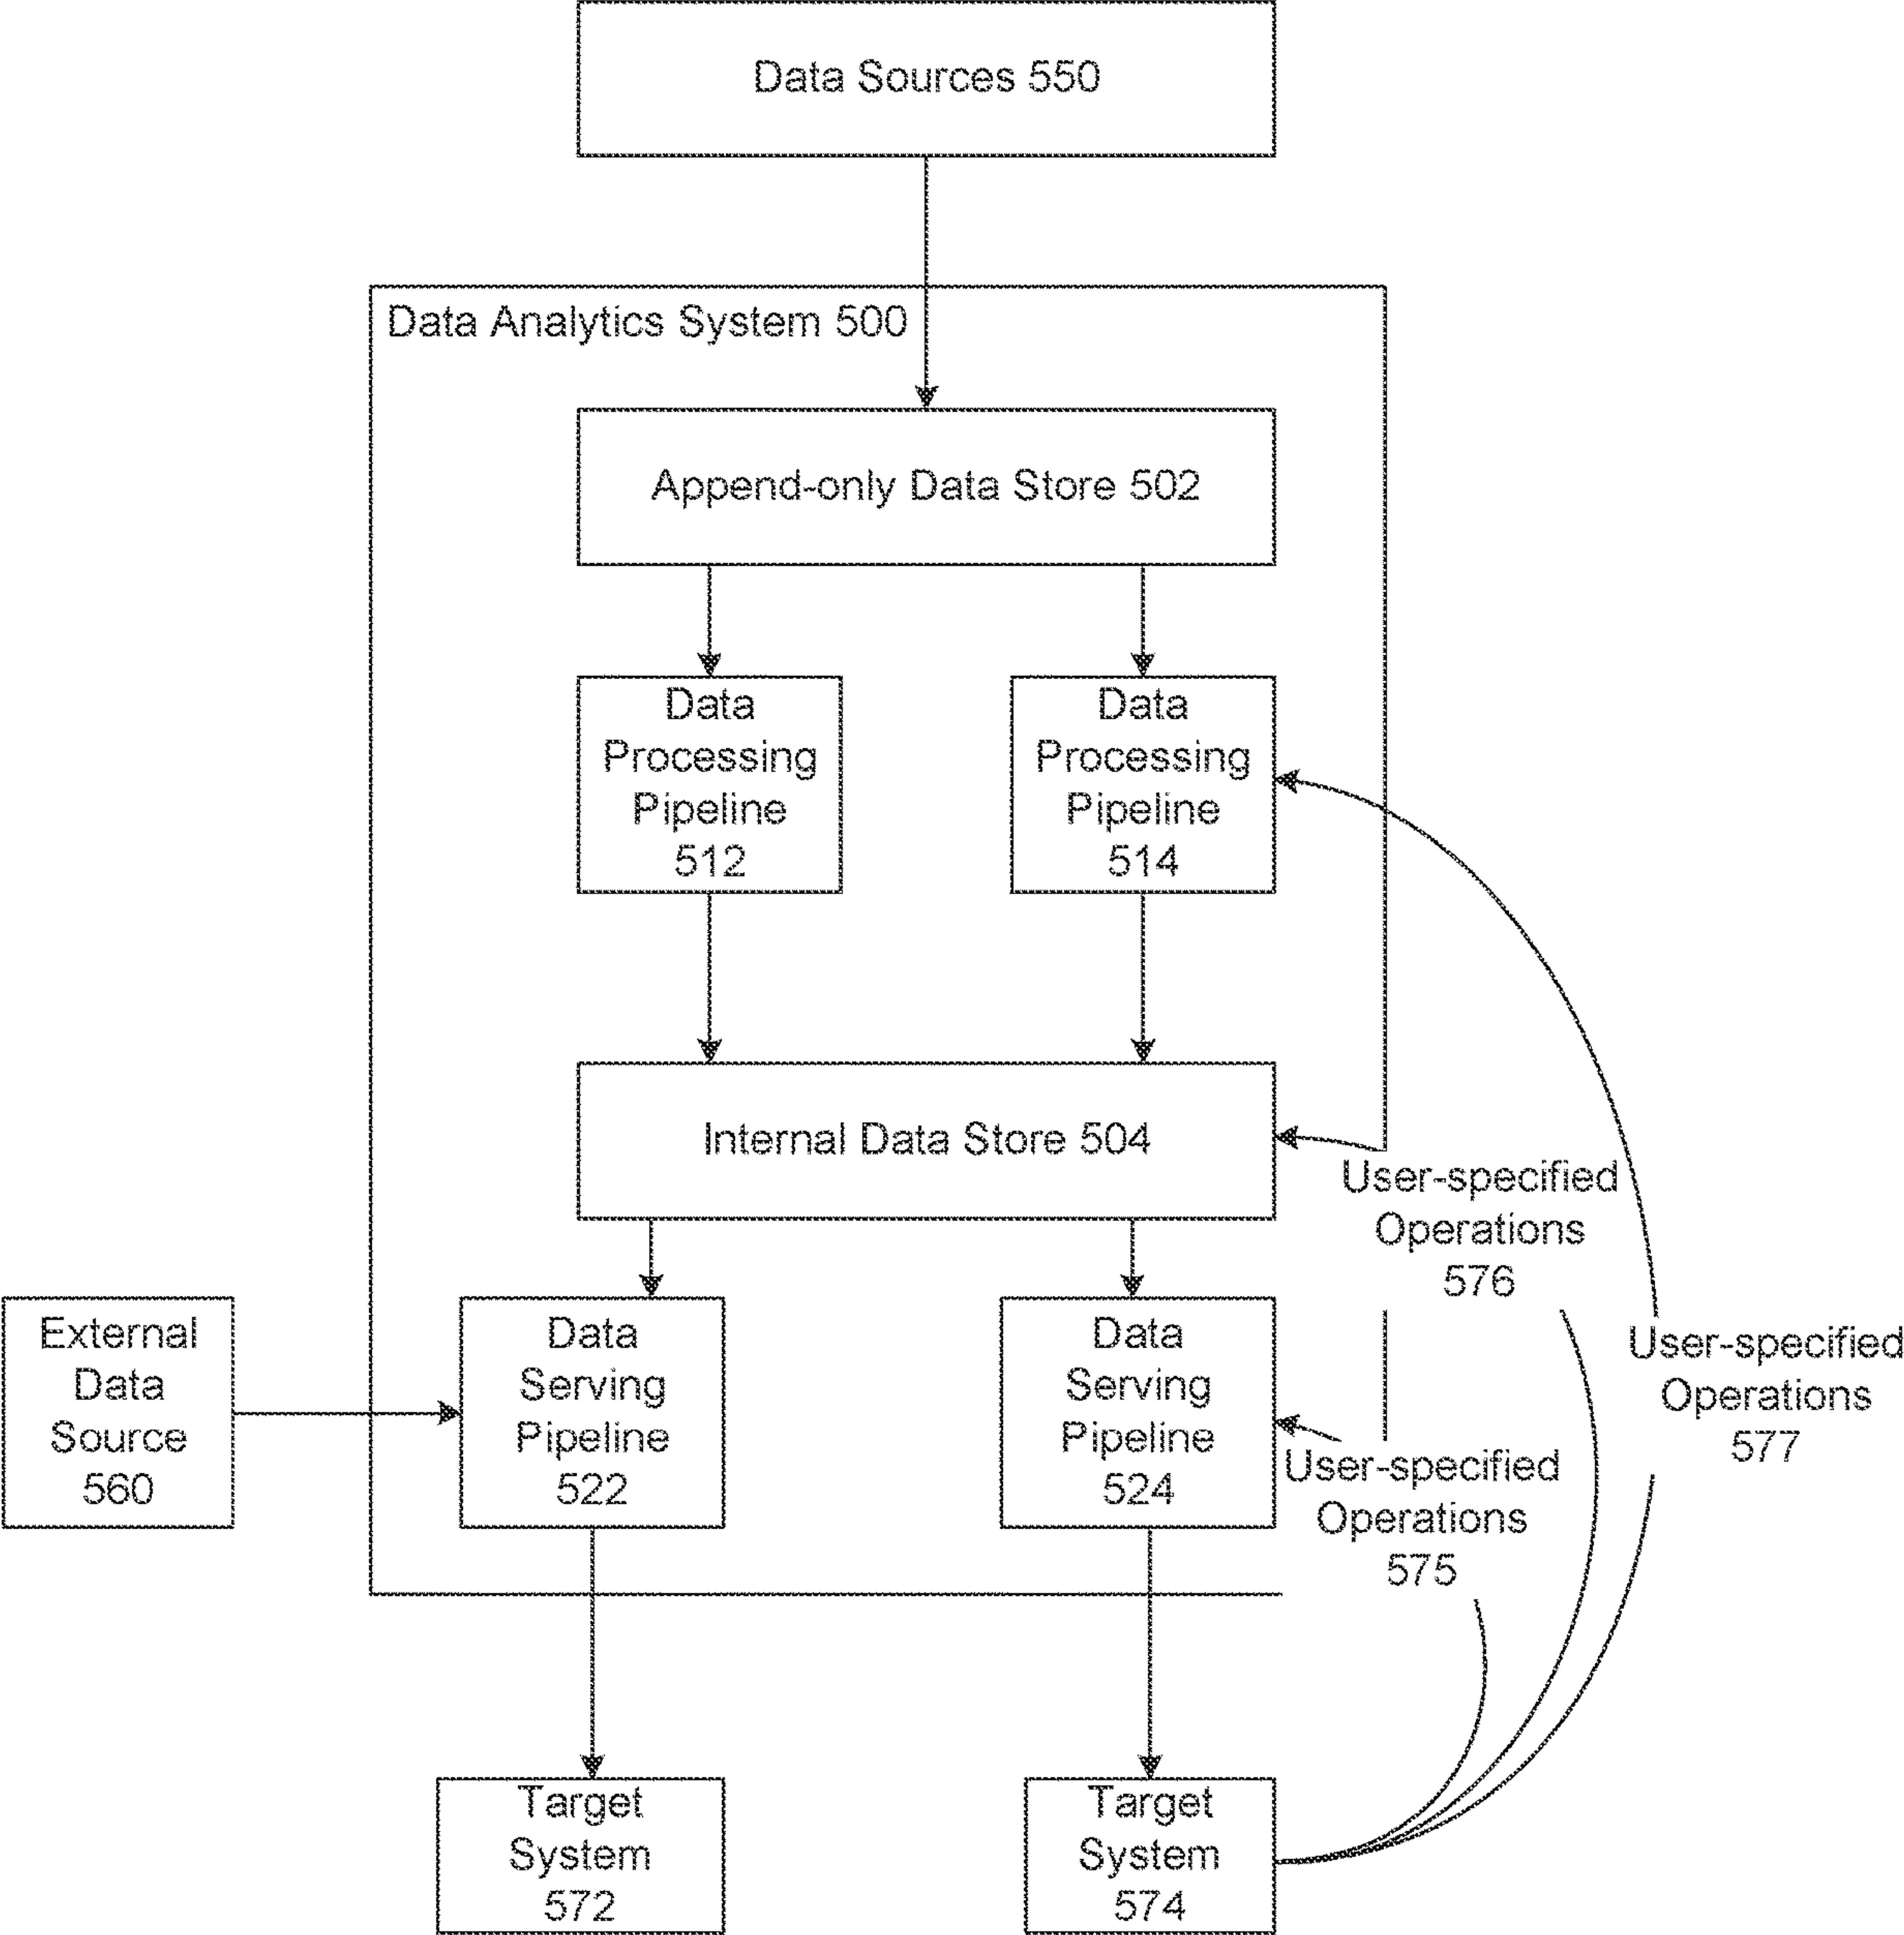 Data Sources 550
Data Analytics System 500
Append-only Data Store 502
Data
Processing
Pipeline
512
Data
Processing
Pipeline
514
Internal Data Store 504
User-specified
Operations
576
External
Data
Source
560
Data
Serving
Pipeline
522
Data
Serving
Pipeline
524
User-specified
Operations
577
User-specified
Operations
575
Target
System
572
Target
System
574